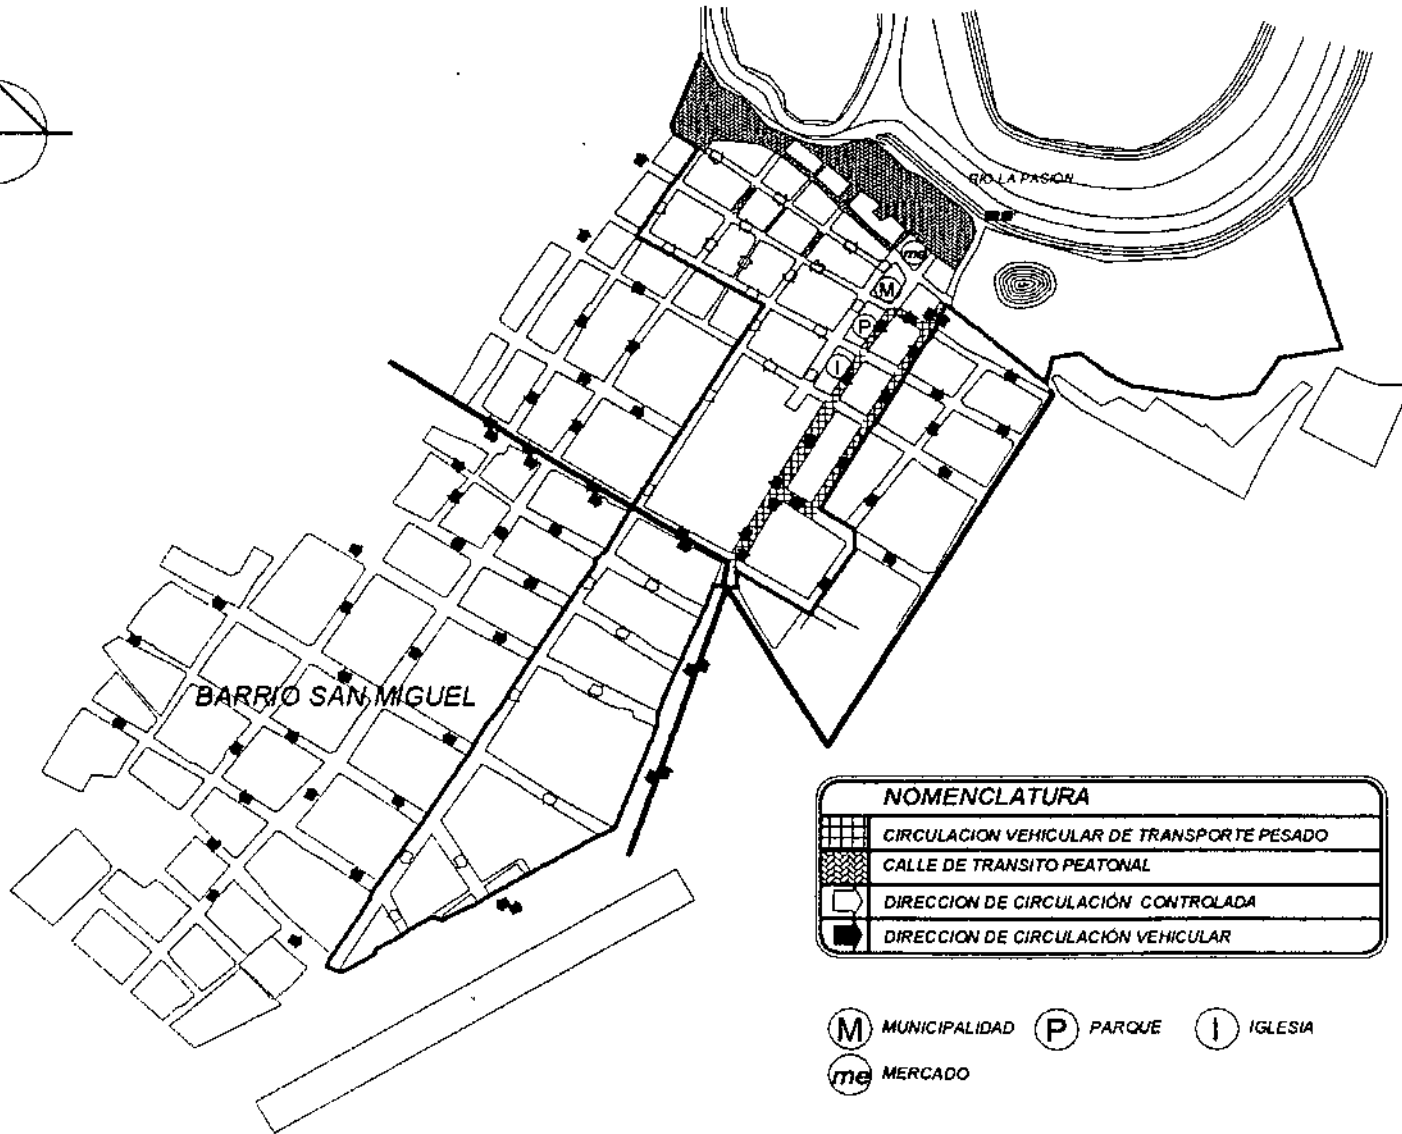 RIO LA PASION
me
M
P
I
BARRIO SAN MIGUEL
NOMENCLATURA
CIRCULACION VEHICULAR DE TRANSPORTE PESADO
CALLE DE TRANSITO PEATONAL
DIRECCION DE CIRCULACIÓN CONTROLADA
DIRECCION DE CIRCULACIÓN VEHICULAR
M MUNICIPALIDAD P PARQUE I IGLESIA
me MERCADO